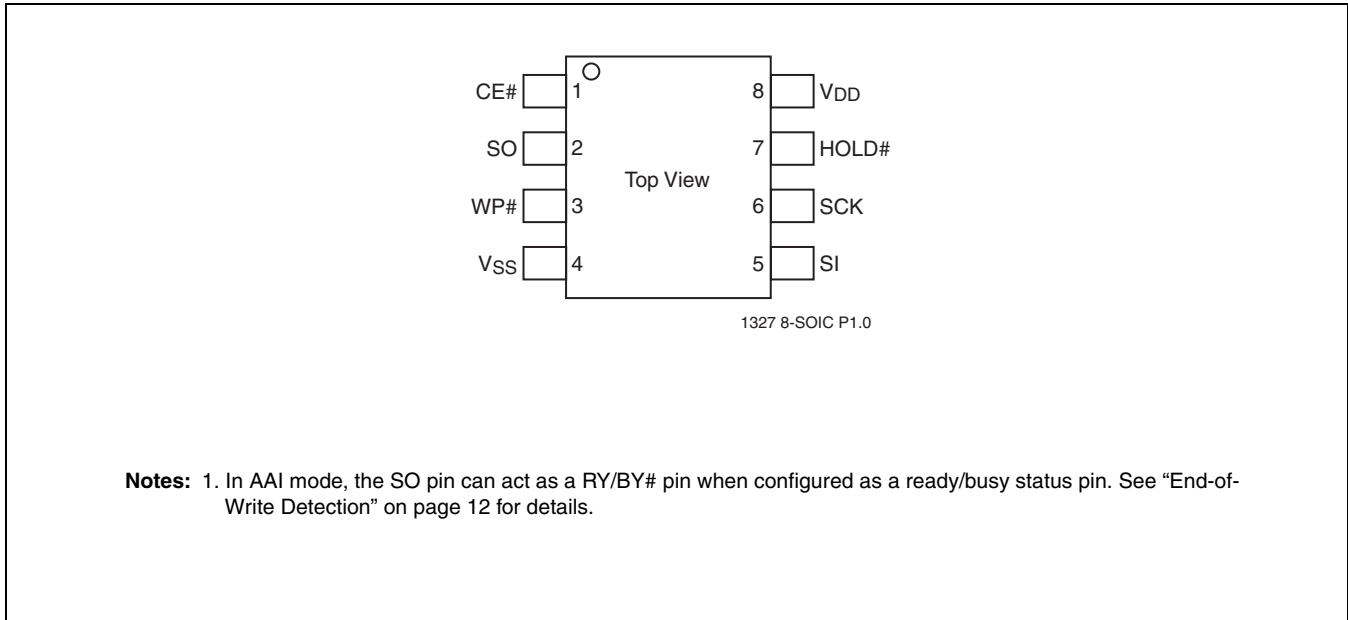 CE# 1 8 VDD
SO 2 7 HOLD#
Top View
WP# 3 6 SCK
VSS 4 5 SI
1327 8-SOIC P1.0
Notes: 1. In AAI mode, the SO pin can act as a RY/BY# pin when configured as a ready/busy status pin. See “End-of-
Write Detection” on page 12 for details.